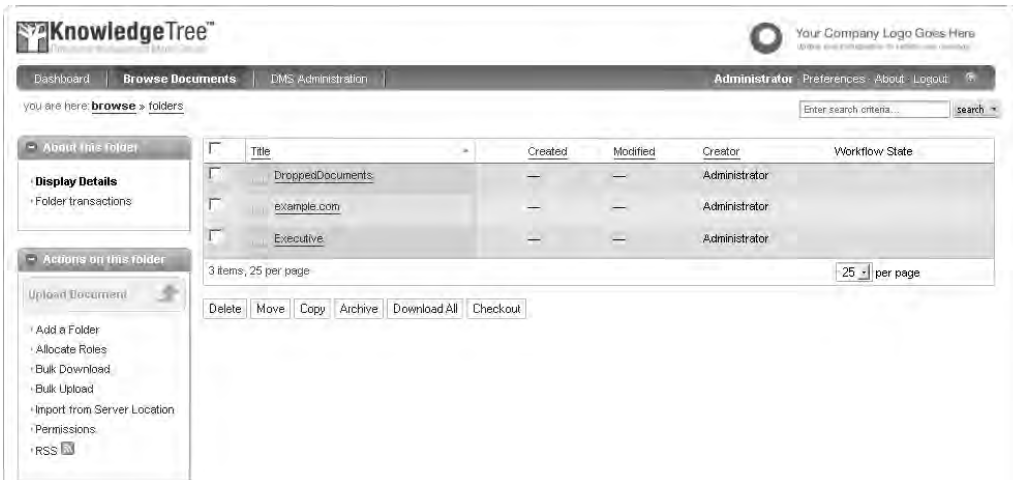 KnowledgeTree™
Your Company Logo Goes Here
Dashboard Browse Documents DMS Administration
Administrator · Preferences · About · Logout
you are here: browse » folders
Enter search criteria... search
About this folder
Display Details
Folder transactions
Title Created Modified Creator Workflow State
DroppedDocuments — — Administrator
example.com — — Administrator
Executive — — Administrator
3 items, 25 per page
25 per page
Delete Move Copy Archive Download All Checkout
Actions on this folder
Upload Document
Add a Folder
Allocate Roles
Bulk Download
Bulk Upload
Import from Server Location
Permissions
RSS